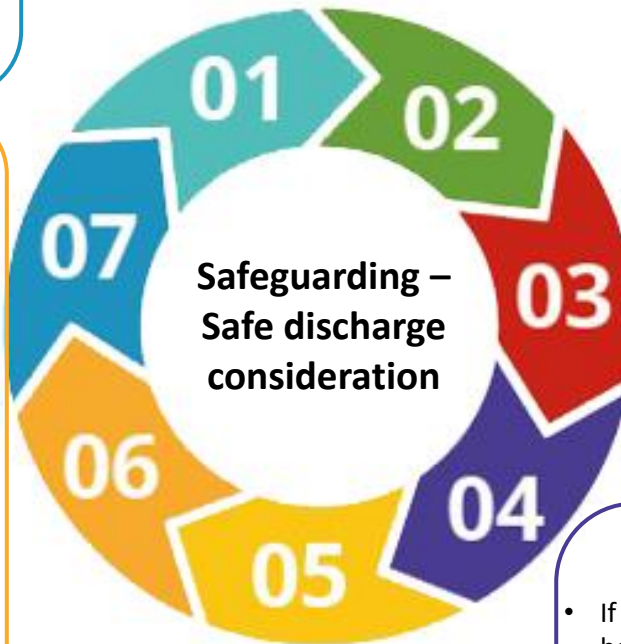 01
02
03
04
05
06
07
Safeguarding –
Safe discharge
consideration
• If